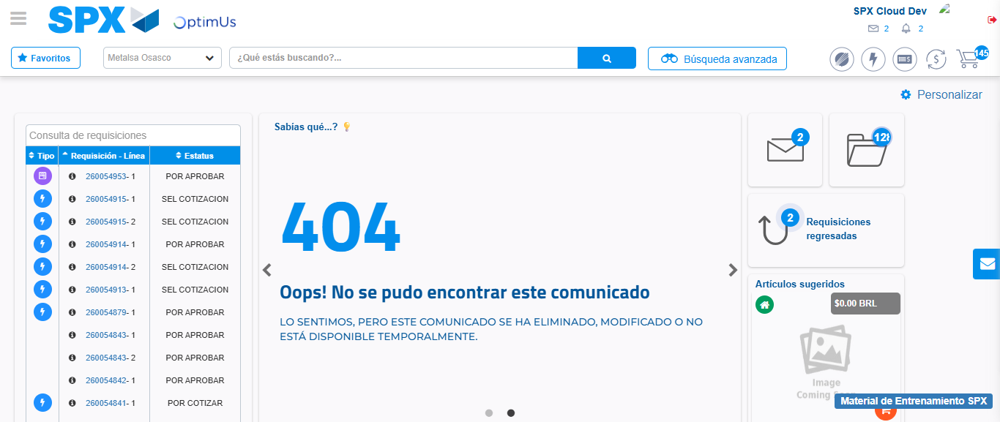 SPX OptimUs
SPX Cloud Dev
2 2
Favoritos
Metalsa Osasco
¿Qué estás buscando?...
Búsqueda avanzada
145
Personalizar
Consulta de requisiciones
Tipo Requisición - Línea Estatus
260054953- 1 POR APROBAR
260054915- 1 SEL COTIZACION
260054915- 2 SEL COTIZACION
260054914- 1 POR APROBAR
260054914- 2 SEL COTIZACION
260054913- 1 SEL COTIZACION
260054879- 1 POR APROBAR
260054843- 1 POR APROBAR
260054843- 2 POR APROBAR
260054842- 1 POR APROBAR
260054841- 1 POR COTIZAR
Sabías qué...?
404
Oops! No se pudo encontrar este comunicado
LO SENTIMOS, PERO ESTE COMUNICADO SE HA ELIMINADO, MODIFICADO O NO
ESTÁ DISPONIBLE TEMPORALMENTE.
2
2
Requisiciones
regresadas
Artículos sugeridos
$0.00 BRL
Image
Coming
Material de Entrenamiento SPX